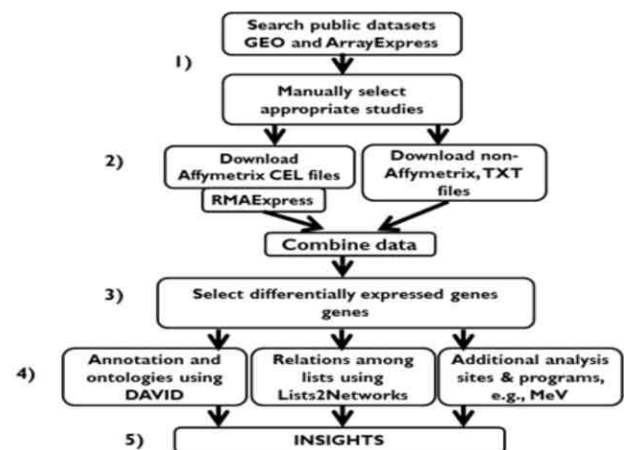 Search public datasets
GEO and ArrayExpress
1)
Manually select
appropriate studies
2)
Download
Affymetrix CEL files
RMAExpress
Download non-
Affymetrix, TXT
files
Combine data
3)
Select differentially expressed genes
genes
4)
Annotation and
ontologies using
DAVID
Relations among
lists using
Lists2Networks
Additional analysis
sites & programs,
e.g., MeV
5)
INSIGHTS